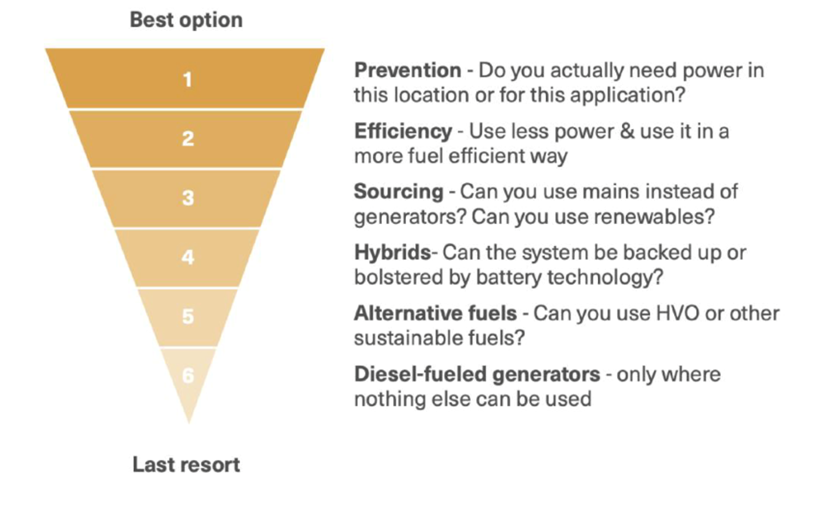 Best option
1
Prevention - Do you actually need power in
this location or for this application?
2
Efficiency - Use less power & use it in a
more fuel efficient way
3
Sourcing - Can you use mains instead of
generators? Can you use renewables?
4
Hybrids- Can the system be backed up or
bolstered by battery technology?
5
Alternative fuels - Can you use HVO or other
sustainable fuels?
6
Diesel-fueled generators - only where
nothing else can be used
Last resort